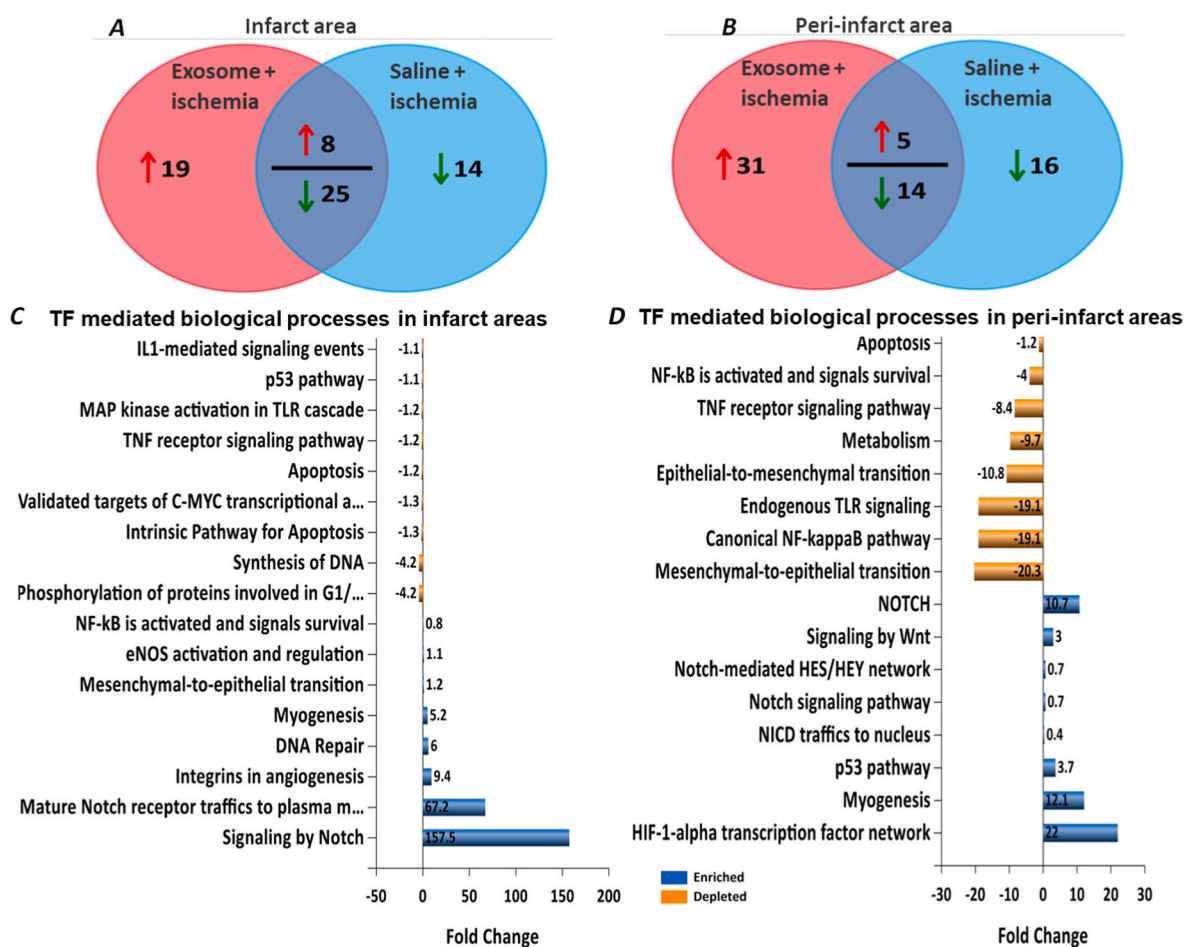 A
Infarct area
Exosome +
ischemia
Saline +
ischemia
↑ 19
↑ 8
↓ 25
↓ 14
B
Peri-infarct area
Exosome +
ischemia
Saline +
ischemia
↑ 31
↑ 5
↓ 14
↓ 16
C TF mediated biological processes in infarct areas
IL1-mediated signaling events -1.1
p53 pathway -1.1
MAP kinase activation in TLR cascade -1.2
TNF receptor signaling pathway -1.2
Apoptosis -1.2
Validated targets of C-MYC transcriptional a... -1.3
Intrinsic Pathway for Apoptosis -1.3
Synthesis of DNA -4.2
Phosphorylation of proteins involved in G1/... -4.2
NF-kB is activated and signals survival 0.8
eNOS activation and regulation 1.1
Mesenchymal-to-epithelial transition 1.2
Myogenesis 5.2
DNA Repair 6
Integrins in angiogenesis 9.4
Mature Notch receptor traffics to plasma m... 67.2
Signaling by Notch 157.5
-50 0 50 100 150 200
Fold Change
D TF mediated biological processes in peri-infarct areas
Apoptosis -1.2
NF-kB is activated and signals survival -4
TNF receptor signaling pathway -8.4
Metabolism -9.7
Epithelial-to-mesenchymal transition -10.8
Endogenous TLR signaling -19.1
Canonical NF-kappaB pathway -19.1
Mesenchymal-to-epithelial transition -20.3
NOTCH 10.7
Signaling by Wnt 3
Notch-mediated HES/HEY network 0.7
Notch signaling pathway 0.7
NICD traffics to nucleus 0.4
p53 pathway 3.7
Myogenesis 12.1
HIF-1-alpha transcription factor network 22
Enriched
Depleted
-30 -20 -10 0 10 20 30
Fold Change